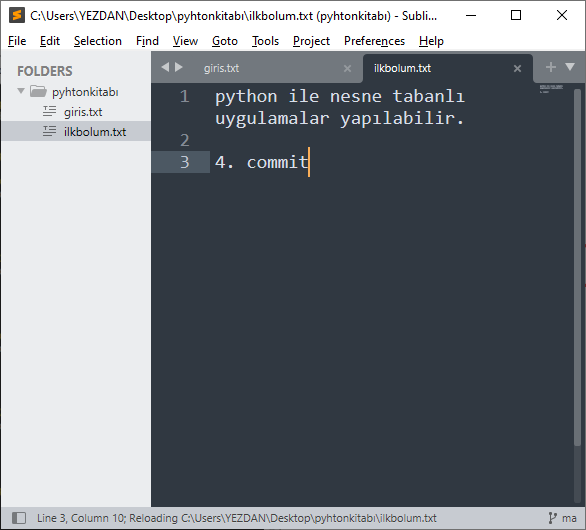 C:\Users\YEZDAN\Desktop\pyhtonkitabı\ilkbolum.txt (pyhtonkitabı) - Subli...
File Edit Selection Find View Goto Tools Project Preferences Help
FOLDERS
pyhtonkitabı
giris.txt
ilkbolum.txt
giris.txt ilkbolum.txt
1 python ile nesne tabanlı
uygulamalar yapılabilir.
2
3 4. commit
Line 3, Column 10; Reloading C:\Users\YEZDAN\Desktop\pyhtonkitabı\ilkbolum.txt ma